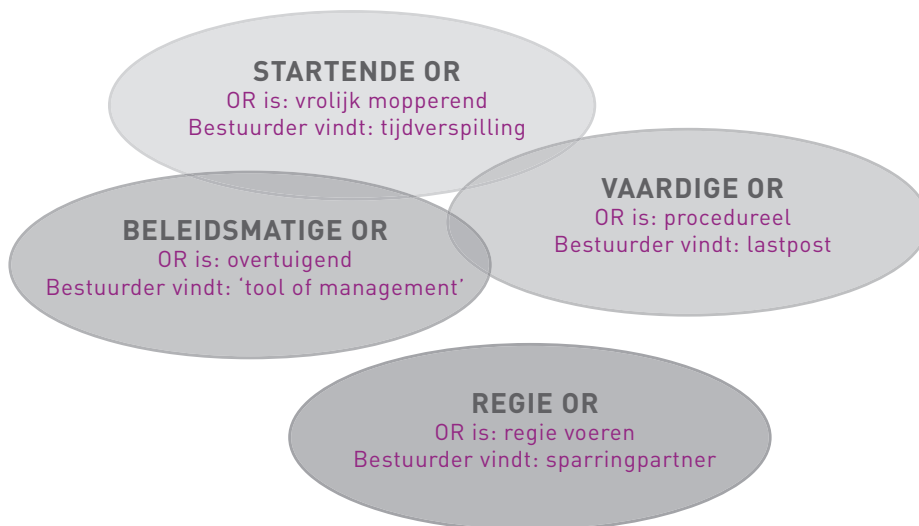 STARTENDE OR
OR is: vrolijk mopperend
Bestuurder vindt: tijdverspilling
VAARDIGE OR
OR is: procedureel
Bestuurder vindt: lastpost
BELEIDSMATIGE OR
OR is: overtuigend
Bestuurder vindt: ‘tool of management’
REGIE OR
OR is: regie voeren
Bestuurder vindt: sparringpartner